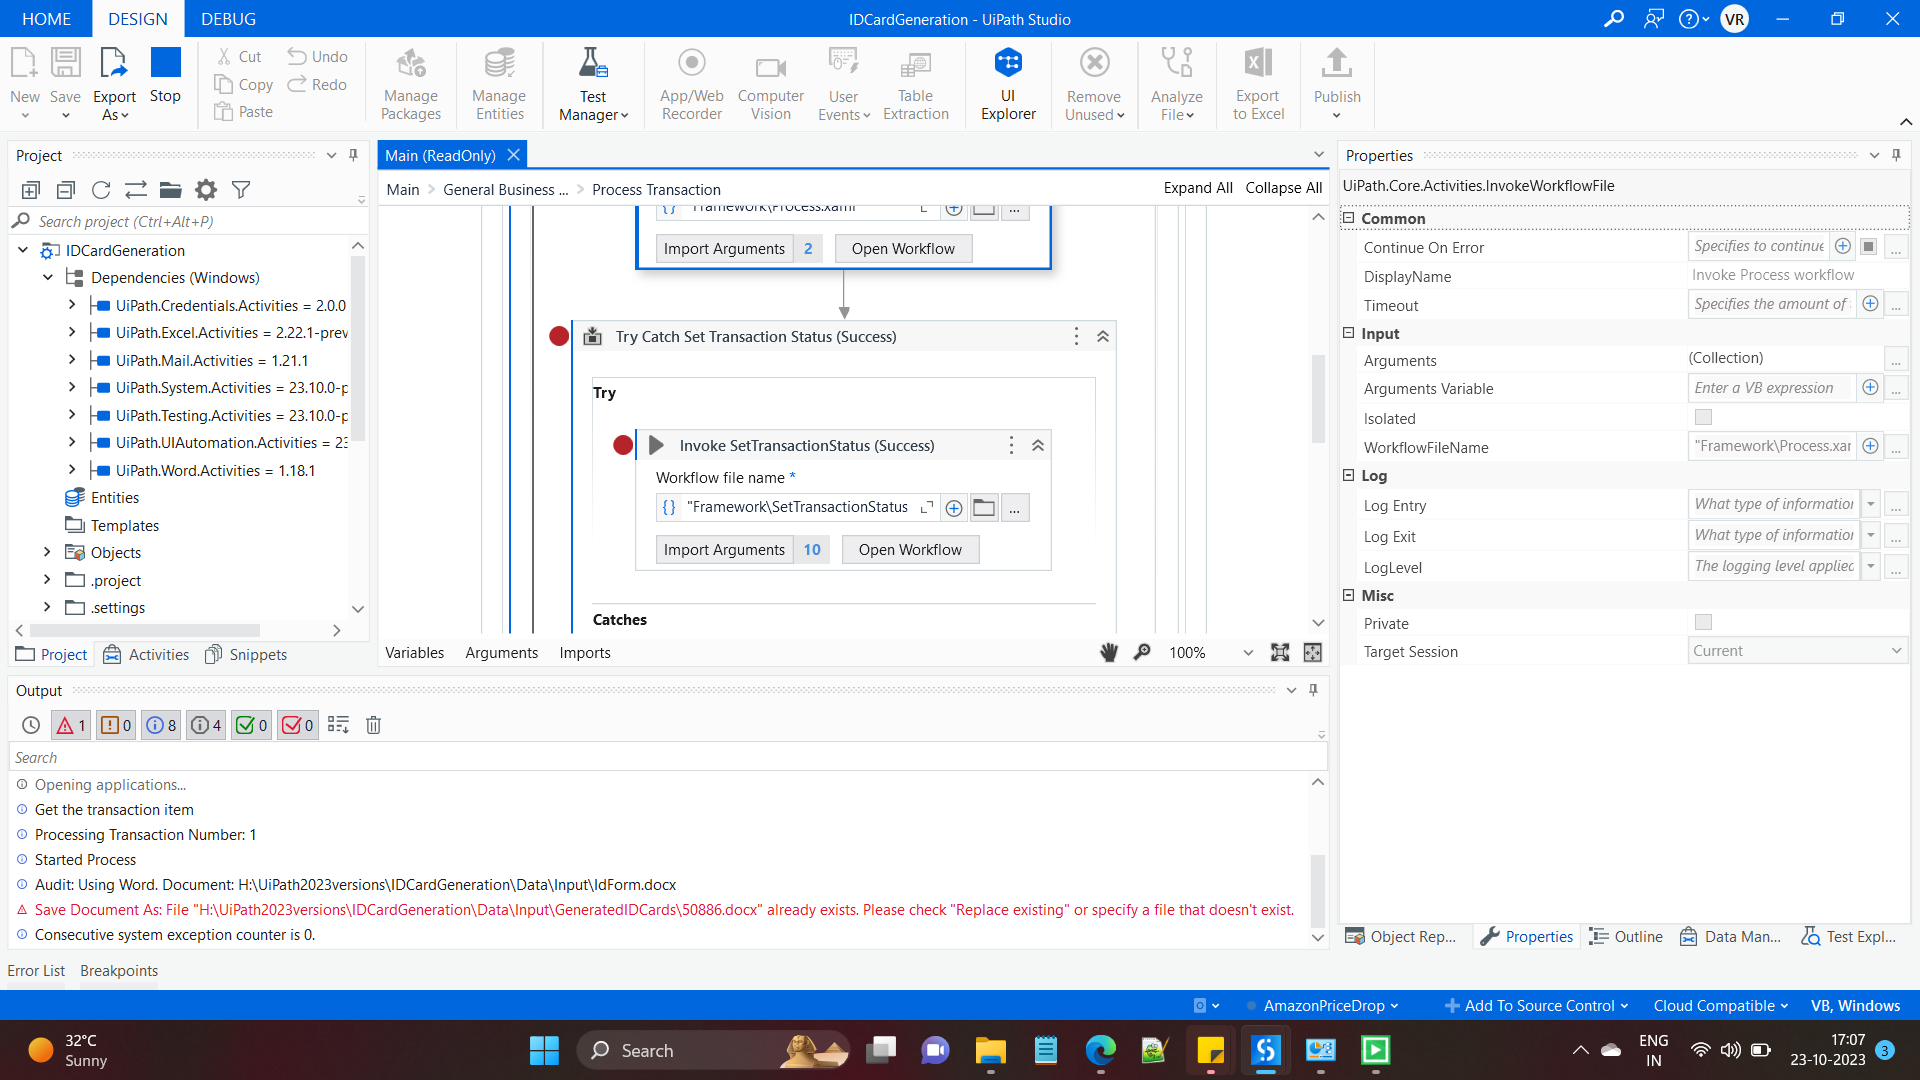 HOME DESIGN DEBUG
IDCardGeneration - UiPath Studio
VR
New Save Export As Stop
Cut Undo
Copy Redo
Paste
Manage Packages
Manage Entities
Test Manager
App/Web Recorder
Computer Vision
User Events
Table Extraction
UI Explorer
Remove Unused
Analyze File
Export to Excel
Publish
Project
Search project (Ctrl+Alt+P)
IDCardGeneration
Dependencies (Windows)
UiPath.Credentials.Activities = 2.0.0
UiPath.Excel.Activities = 2.22.1-prev
UiPath.Mail.Activities = 1.21.1
UiPath.System.Activities = 23.10.0-p
UiPath.Testing.Activities = 23.10.0-p
UiPath.UIAutomation.Activities = 23
UiPath.Word.Activities = 1.18.1
Entities
Templates
Objects
.project
.settings
Project Activities Snippets
Main (ReadOnly)
Main > General Business ... > Process Transaction
Expand All Collapse All
"Framework\Process.xaml
...
Import Arguments 2 Open Workflow
Try Catch Set Transaction Status (Success)
Try
Invoke SetTransactionStatus (Success)
Workflow file name *
{} "Framework\SetTransactionStatus
...
Import Arguments 10 Open Workflow
Catches
Variables Arguments Imports
100%
Properties
UiPath.Core.Activities.InvokeWorkflowFile
Common
Continue On Error Specifies to continue ...
DisplayName Invoke Process workflow
Timeout Specifies the amount of ...
Input
Arguments (Collection) ...
Arguments Variable Enter a VB expression ...
Isolated
WorkflowFileName "Framework\Process.xar ...
Log
Log Entry What type of information ...
Log Exit What type of information ...
LogLevel The logging level applied ...
Misc
Private
Target Session Current
Object Rep... Properties Outline Data Man... Test Expl...
Output
1 0 8 4 0 0
Search
Opening applications...
Get the transaction item
Processing Transaction Number: 1
Started Process
Audit: Using Word. Document: H:\UiPath2023versions\IDCardGeneration\Data\Input\IdForm.docx
Save Document As: File "H:\UiPath2023versions\IDCardGeneration\Data\Input\GeneratedIDCards\50886.docx" already exists. Please check "Replace existing" or specify a file that doesn't exist.
Consecutive system exception counter is 0.
Error List Breakpoints
AmazonPriceDrop Add To Source Control Cloud Compatible VB, Windows
32°C
Sunny
Search
ENG
IN
17:07
23-10-2023
3